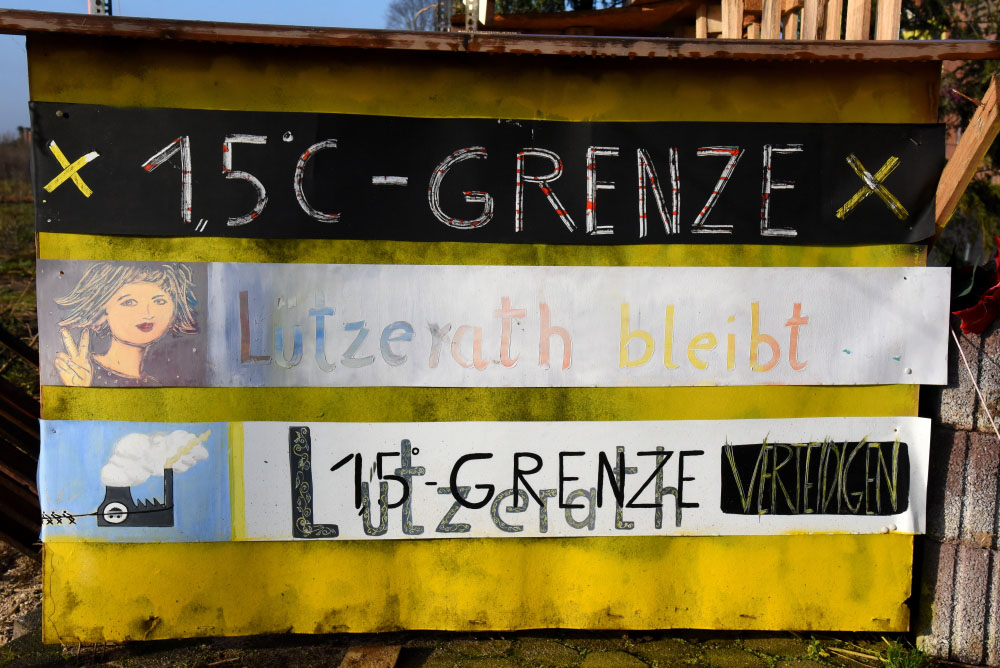 1,5°C-GRENZE
Lützerath bleibt
Lützerath
1,5°-GRENZE VERTEIDIGEN